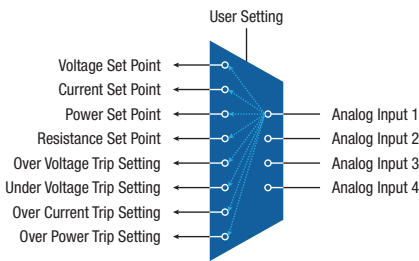 User Setting
Voltage Set Point
Current Set Point
Power Set Point
Resistance Set Point
Over Voltage Trip Setting
Under Voltage Trip Setting
Over Current Trip Setting
Over Power Trip Setting
Analog Input 1
Analog Input 2
Analog Input 3
Analog Input 4